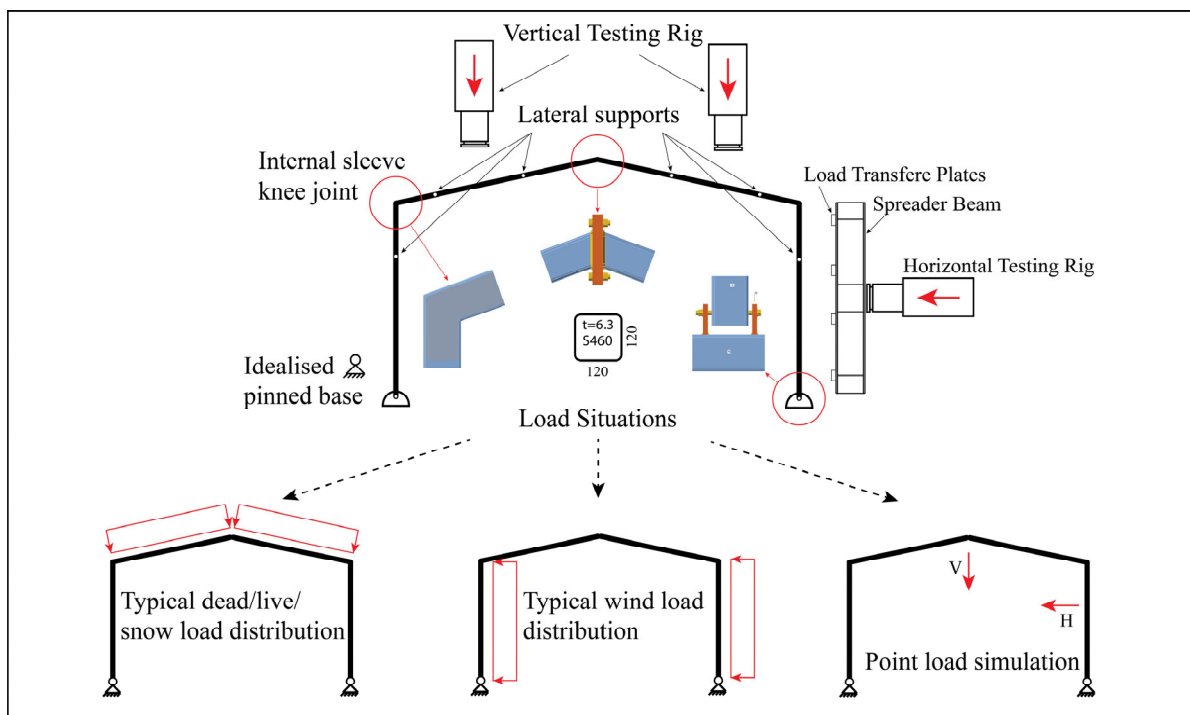 Vertical Testing Rig
Lateral supports
Internal sleeve
knee joint
Load Transfere Plates
Spreader Beam
Horizontal Testing Rig
t=6.3
S460
120
120
Idealised
pinned base
Load Situations
Typical dead/live/
snow load distribution
Typical wind load
distribution
V
H
Point load simulation